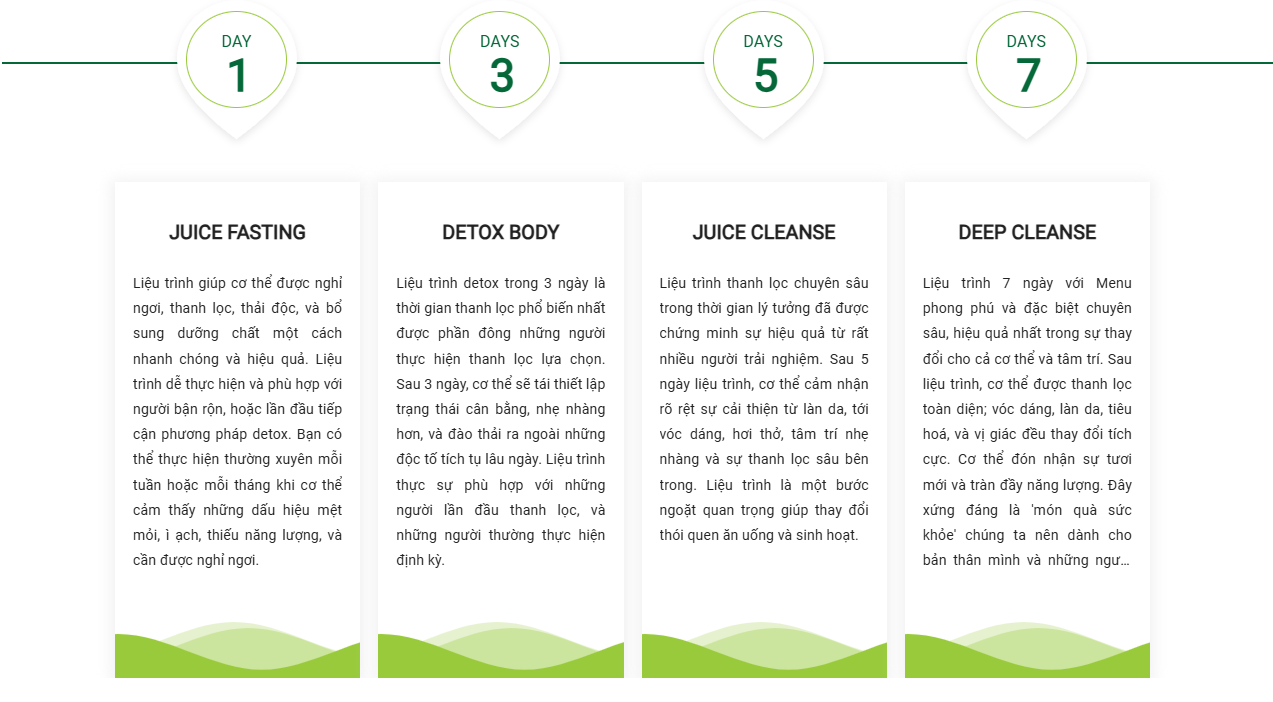 DAY
1
DAYS
3
DAYS
5
DAYS
7
JUICE FASTING
Liệu trình giúp cơ thể được nghỉ
ngơi, thanh lọc, thải độc, và bổ
sung dưỡng chất một cách
nhanh chóng và hiệu quả. Liệu
trình dễ thực hiện và phù hợp với
người bận rộn, hoặc lần đầu tiếp
cận phương pháp detox. Bạn có
thể thực hiện thường xuyên mỗi
tuần hoặc mỗi tháng khi cơ thể
cảm thấy những dấu hiệu mệt
mỏi, ì ạch, thiếu năng lượng, và
cần được nghỉ ngơi.
DETOX BODY
Liệu trình detox trong 3 ngày là
thời gian thanh lọc phổ biến nhất
được phần đông những người
thực hiện thanh lọc lựa chọn.
Sau 3 ngày, cơ thể sẽ tái thiết lập
trạng thái cân bằng, nhẹ nhàng
hơn, và đào thải ra ngoài những
độc tố tích tụ lâu ngày. Liệu trình
thực sự phù hợp với những
người lần đầu thanh lọc, và
những người thường thực hiện
định kỳ.
JUICE CLEANSE
Liệu trình thanh lọc chuyên sâu
trong thời gian lý tưởng đã được
chứng minh sự hiệu quả từ rất
nhiều người trải nghiệm. Sau 5
ngày liệu trình, cơ thể cảm nhận
rõ rệt sự cải thiện từ làn da, tới
vóc dáng, hơi thở, tâm trí nhẹ
nhàng và sự thanh lọc sâu bên
trong. Liệu trình là một bước
ngoặt quan trọng giúp thay đổi
thói quen ăn uống và sinh hoạt.
DEEP CLEANSE
Liệu trình 7 ngày với Menu
phong phú và đặc biệt chuyên
sâu, hiệu quả nhất trong sự thay
đổi cho cả cơ thể và tâm trí. Sau
liệu trình, cơ thể được thanh lọc
toàn diện; vóc dáng, làn da, tiêu
hoá, và vị giác đều thay đổi tích
cực. Cơ thể đón nhận sự tươi
mới và tràn đầy năng lượng. Đây
xứng đáng là 'món quà sức
khỏe' chúng ta nên dành cho
bản thân mình và những ngư…